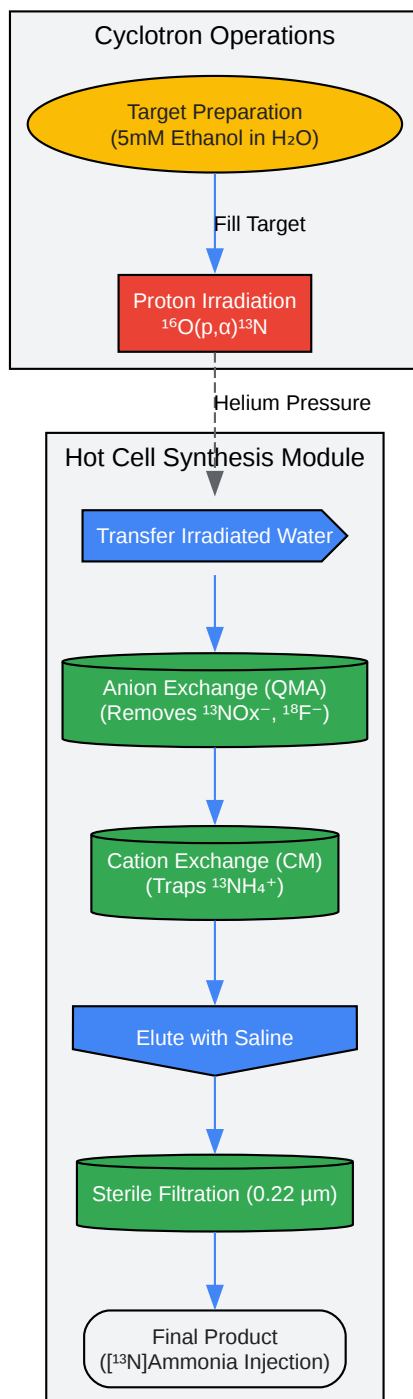 Cyclotron Operations
Target Preparation
(5mM Ethanol in H₂O)
Fill Target
Proton Irradiation
¹⁶O(p,α)¹³N
Helium Pressure
Hot Cell Synthesis Module
Transfer Irradiated Water
Anion Exchange (QMA)
(Removes ¹³NOx⁻, ¹⁸F⁻)
Cation Exchange (CM)
(Traps ¹³NH₄⁺)
Elute with Saline
Sterile Filtration (0.22 µm)
Final Product
([¹³N]Ammonia Injection)